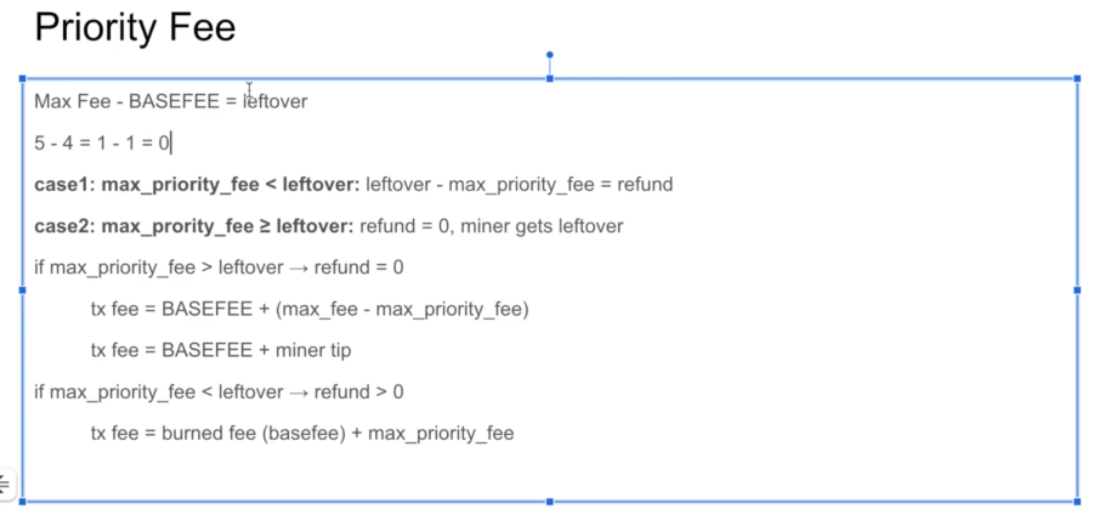 Priority Fee
Max Fee - BASEFEE = leftover
5 - 4 = 1 - 1 = 0
case1: max_priority_fee < leftover: leftover - max_priority_fee = refund
case2: max_prority_fee ≥ leftover: refund = 0, miner gets leftover
if max_priority_fee > leftover → refund = 0
tx fee = BASEFEE + (max_fee - max_priority_fee)
tx fee = BASEFEE + miner tip
if max_priority_fee < leftover → refund > 0
tx fee = burned fee (basefee) + max_priority_fee